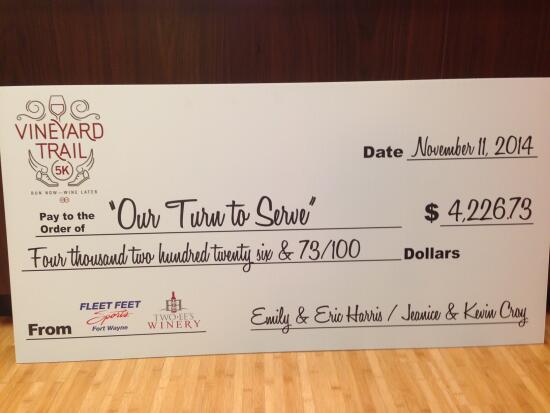 VINEYARD
TRAIL
5K
RUN NOW - WINE LATER
Date November 11, 2014
Pay to the
Order of "Our Turn to Serve" $ 4,226.73
Four thousand two hundred twenty six & 73/100 Dollars
From FLEET FEET
Sports
Fort Wayne
TWO-EE'S
WINERY
Emily & Eric Harris / Jeanice & Kevin Croy